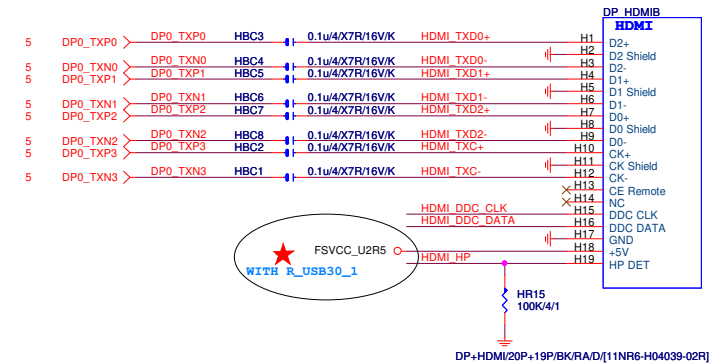 DP_HDMIB
HDMI
5 DP0_TXP0 DP0_TXP0 HBC3 0.1u/4/X7R/16V/K HDMI_TXD0+ H1 D2+
H2 D2 Shield
5 DP0_TXN0 DP0_TXN0 HBC4 0.1u/4/X7R/16V/K HDMI_TXD0- H3 D2-
5 DP0_TXP1 DP0_TXP1 HBC5 0.1u/4/X7R/16V/K HDMI_TXD1+ H4 D1+
H5 D1 Shield
5 DP0_TXN1 DP0_TXN1 HBC6 0.1u/4/X7R/16V/K HDMI_TXD1- H6 D1-
5 DP0_TXP2 DP0_TXP2 HBC7 0.1u/4/X7R/16V/K HDMI_TXD2+ H7 D0+
H8 D0 Shield
5 DP0_TXN2 DP0_TXN2 HBC8 0.1u/4/X7R/16V/K HDMI_TXD2- H9 D0-
5 DP0_TXP3 DP0_TXP3 HBC2 0.1u/4/X7R/16V/K HDMI_TXC+ H10 CK+
H11 CK Shield
5 DP0_TXN3 DP0_TXN3 HBC1 0.1u/4/X7R/16V/K HDMI_TXC- H12 CK-
H13 CE Remote
H14 NC
HDMI_DDC_CLK H15 DDC CLK
HDMI_DDC_DATA H16 DDC DATA
H17 GND
FSVCC_U2R5 H18 +5V
HDMI_HP H19 HP DET
WITH R_USB30_1
HR15
100K/4/1
DP+HDMI/20P+19P/BK/RA/D/[11NR6-H04039-02R]